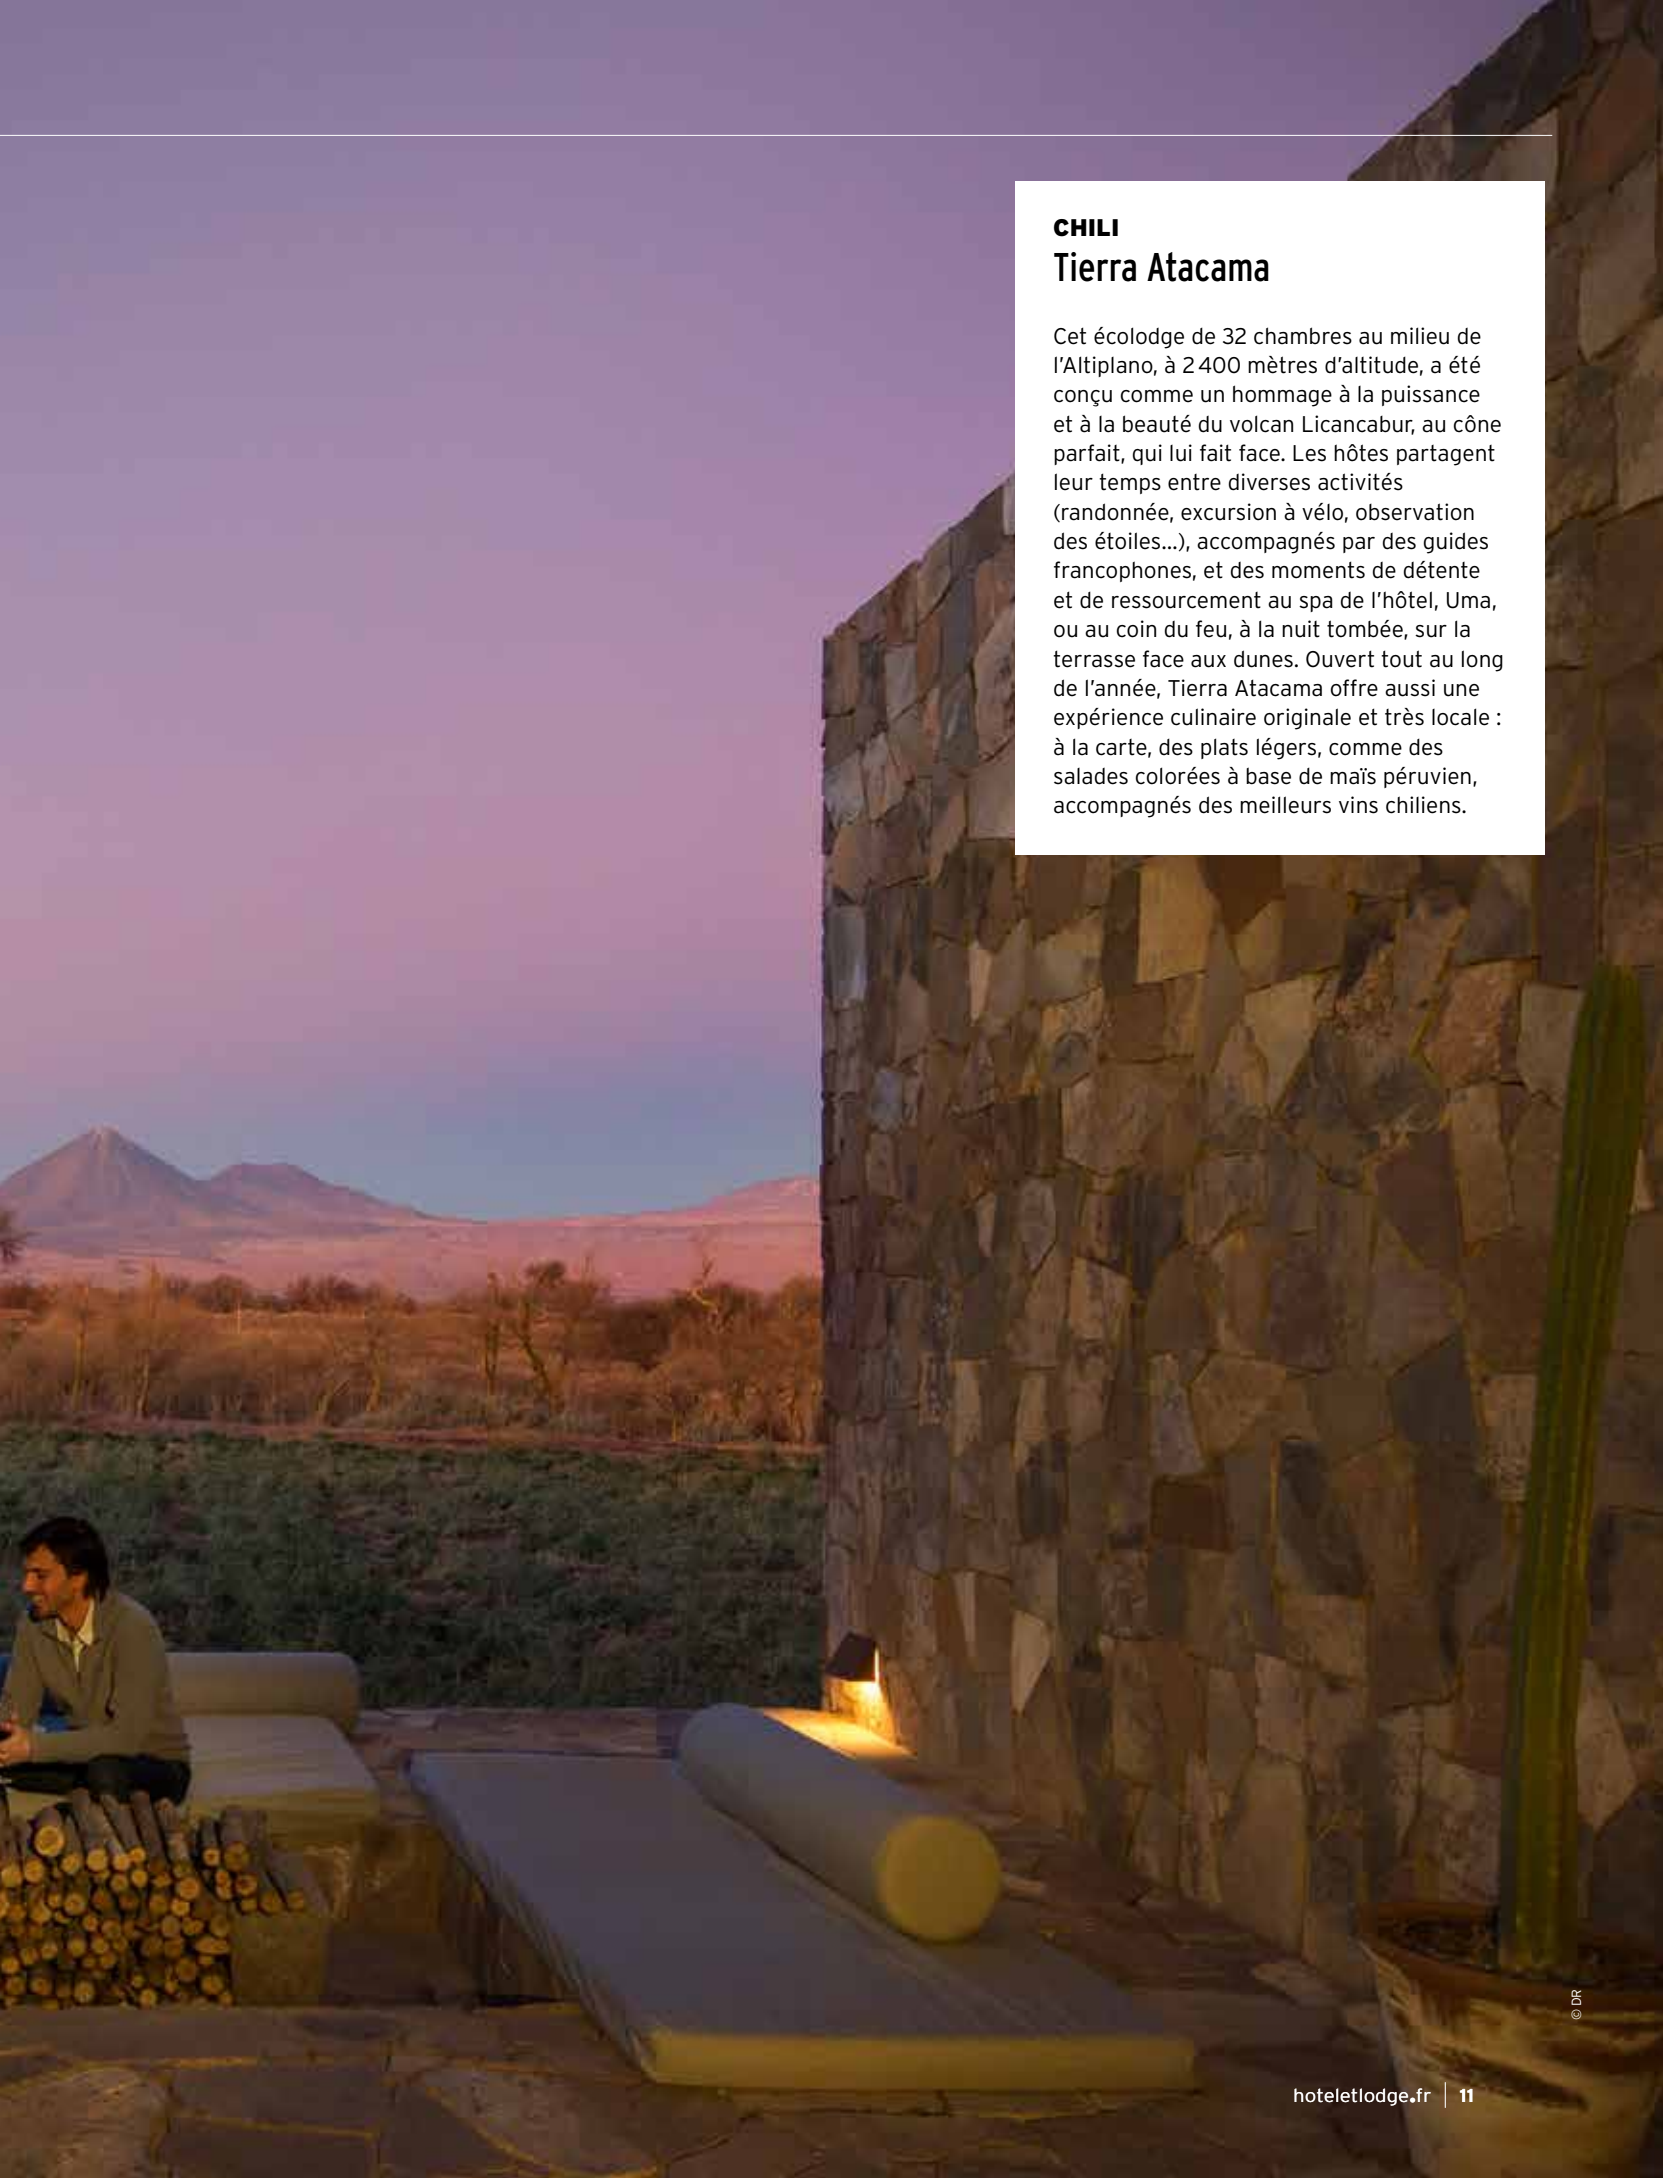 CHILI
Tierra Atacama
Cet écolodge de 32 chambres au milieu de
l’Altiplano, à 2 400 mètres d’altitude, a été
conçu comme un hommage à la puissance
et à la beauté du volcan Licancabur, au cône
parfait, qui lui fait face. Les hôtes partagent
leur temps entre diverses activités
(randonnée, excursion à vélo, observation
des étoiles…), accompagnés par des guides
francophones, et des moments de détente
et de ressourcement au spa de l’hôtel, Uma,
ou au coin du feu, à la nuit tombée, sur la
terrasse face aux dunes. Ouvert tout au long
de l’année, Tierra Atacama offre aussi une
expérience culinaire originale et très locale :
à la carte, des plats légers, comme des
salades colorées à base de maïs péruvien,
accompagnés des meilleurs vins chiliens.
© DR
hoteletlodge.fr | 11